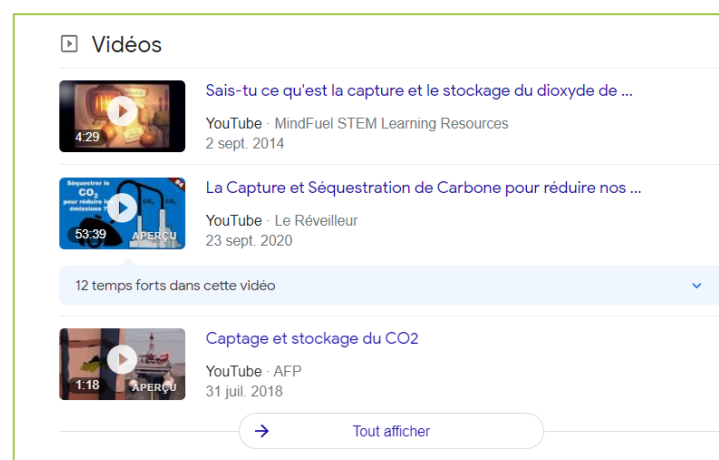 Vidéos
Sais-tu ce qu'est la capture et le stockage du dioxyde de ...
YouTube · MindFuel STEM Learning Resources
4:29
2 sept. 2014
La Capture et Séquestration de Carbone pour réduire nos ...
Séquestrer le
CO₂
pour réduire les
émissions ?
CO₂ CO₂
YouTube · Le Réveilleur
53:39 APERÇU
23 sept. 2020
12 temps forts dans cette vidéo
Captage et stockage du CO2
YouTube · AFP
1:18 APERÇU
31 juil. 2018
Tout afficher